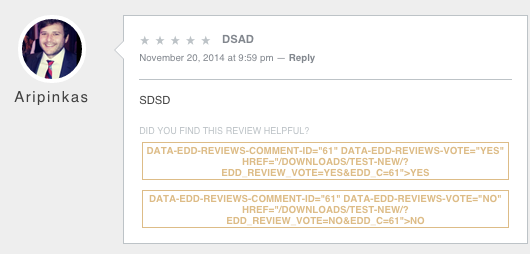 DSAD
November 20, 2014 at 9:59 pm — Reply
Aripinkas
SDSD
DID YOU FIND THIS REVIEW HELPFUL?
DATA-EDD-REVIEWS-COMMENT-ID="61" DATA-EDD-REVIEWS-VOTE="YES"
HREF="/DOWNLOADS/TEST-NEW/?
EDD_REVIEW_VOTE=YES&EDD_C=61">YES
DATA-EDD-REVIEWS-COMMENT-ID="61" DATA-EDD-REVIEWS-VOTE="NO"
HREF="/DOWNLOADS/TEST-NEW/?
EDD_REVIEW_VOTE=NO&EDD_C=61">NO